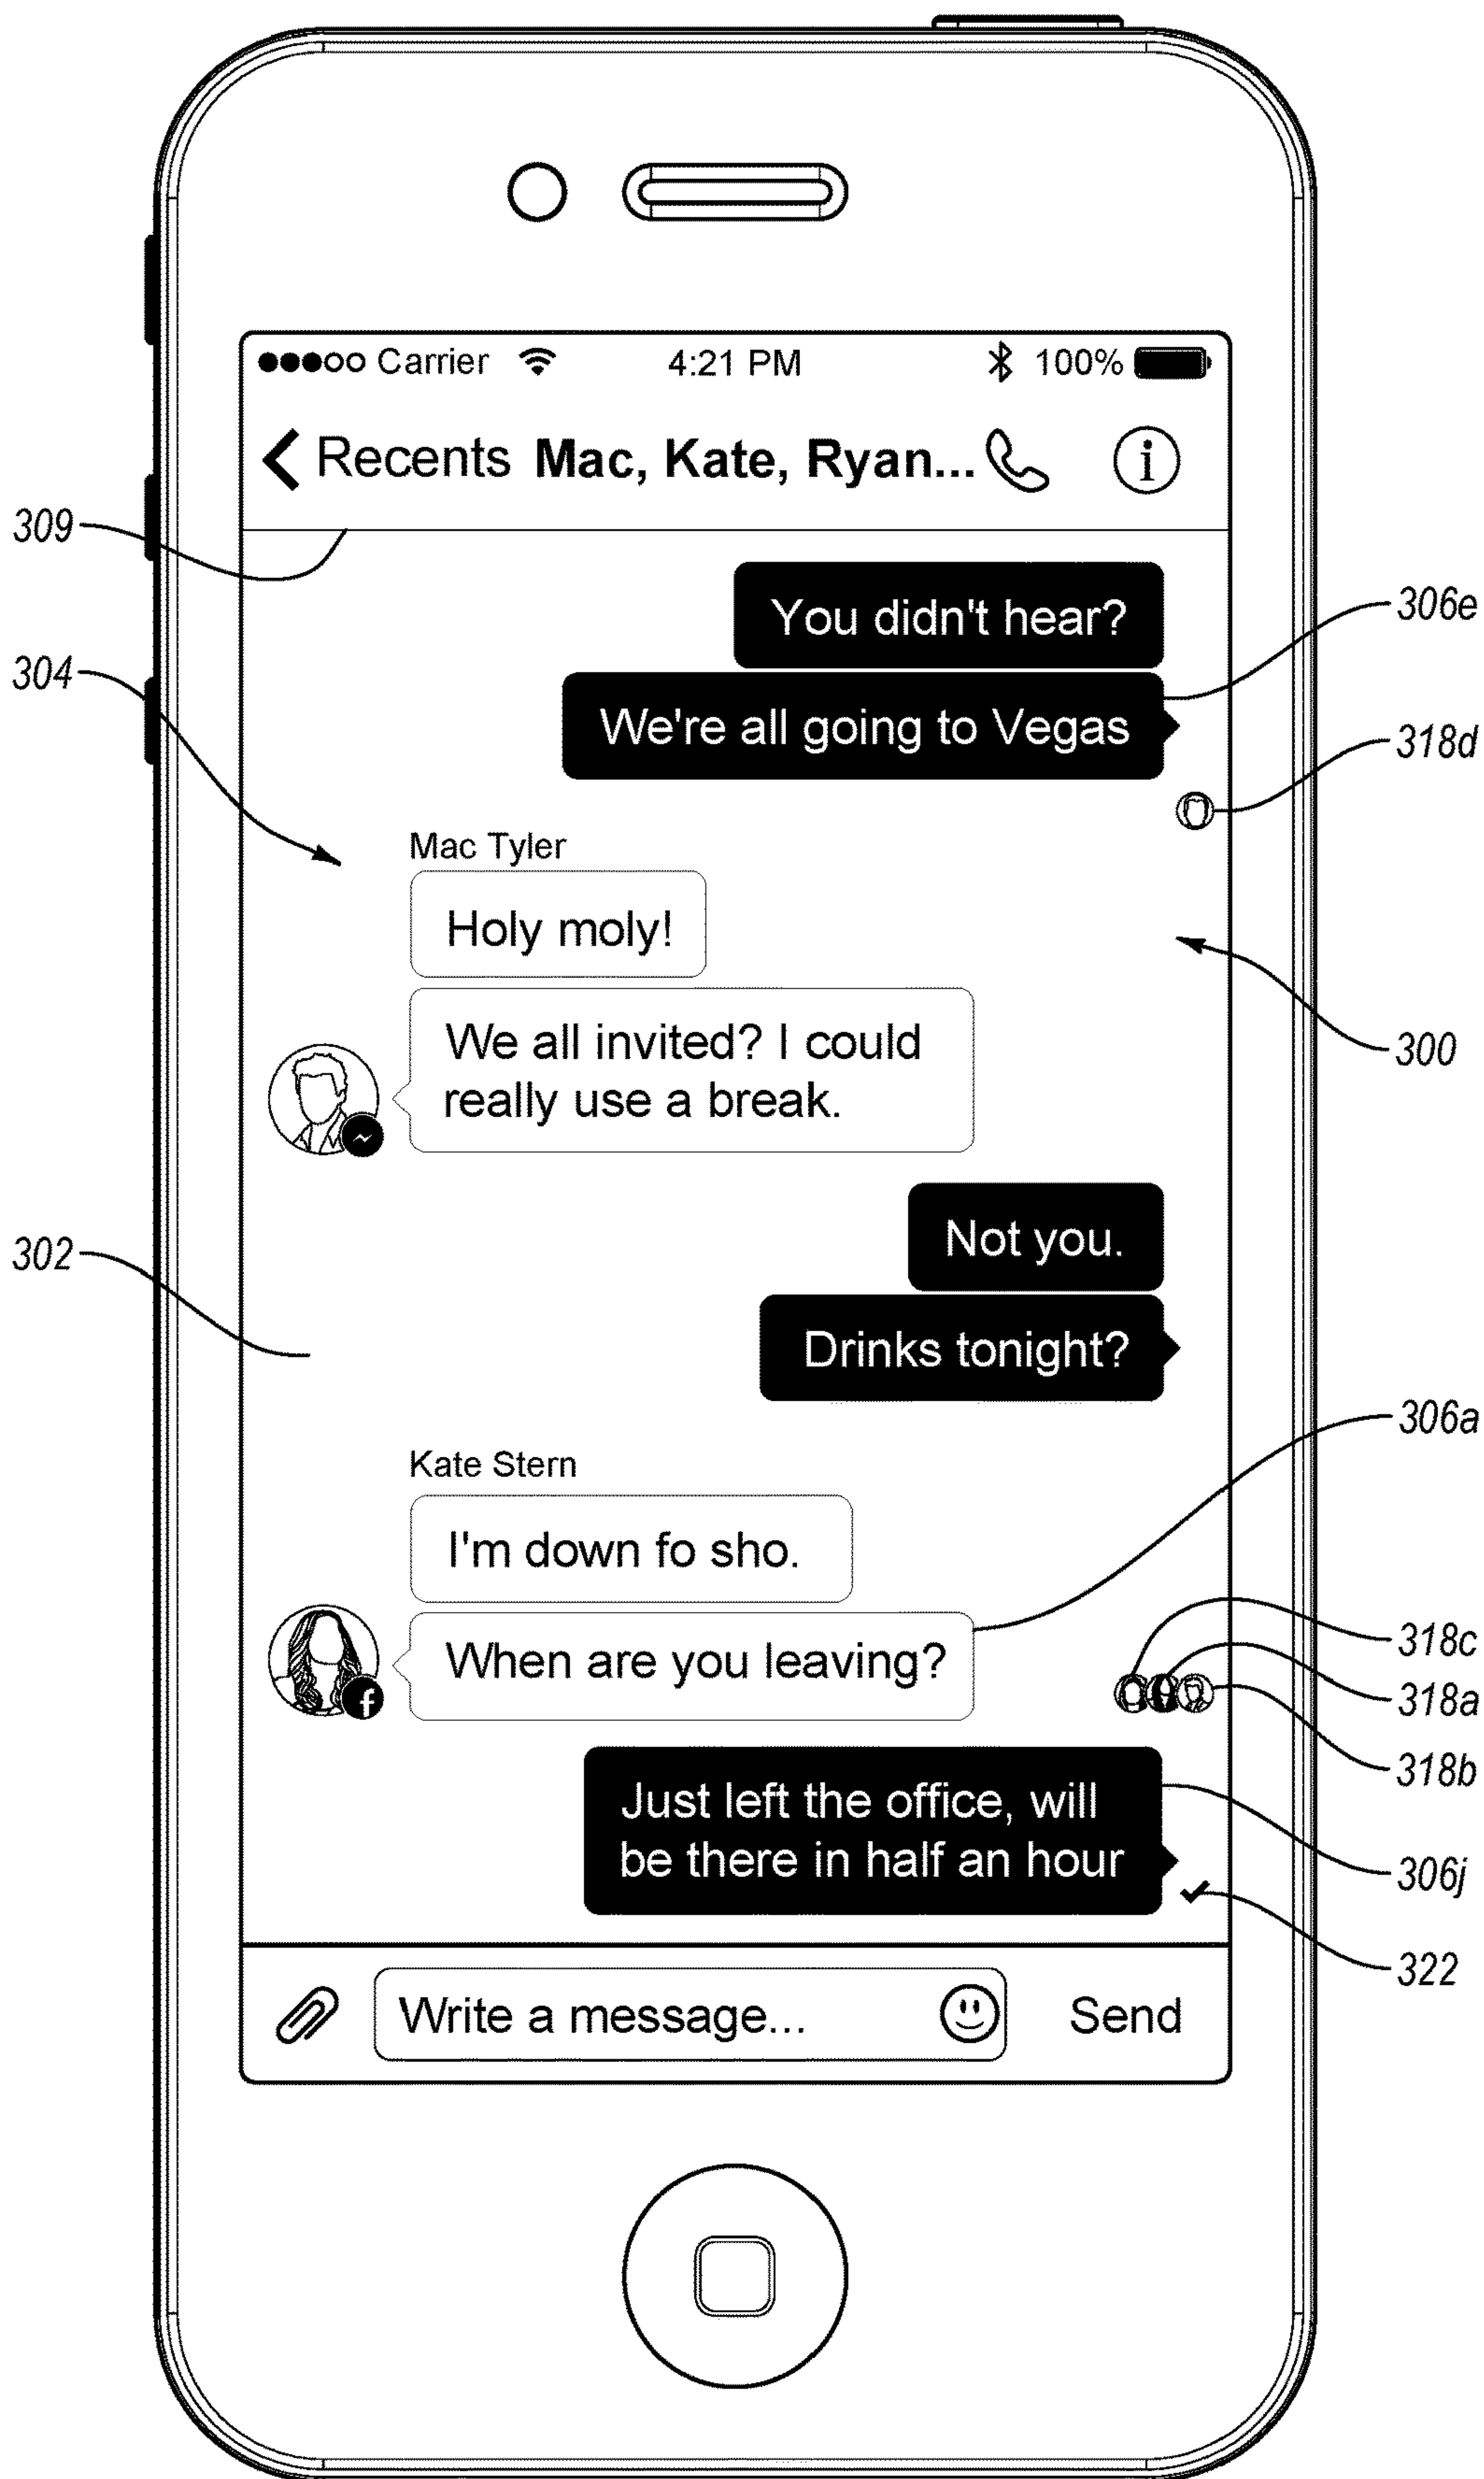 Carrier 4:21 PM 100%
Recents Mac, Kate, Ryan... i
309
You didn't hear?
306e
304
We're all going to Vegas
318d
Mac Tyler
Holy moly!
300
We all invited? I could
really use a break.
Not you.
302
Drinks tonight?
306a
Kate Stern
I'm down fo sho.
318c
When are you leaving?
f
318a
318b
Just left the office, will
be there in half an hour
306j
322
Write a message... Send